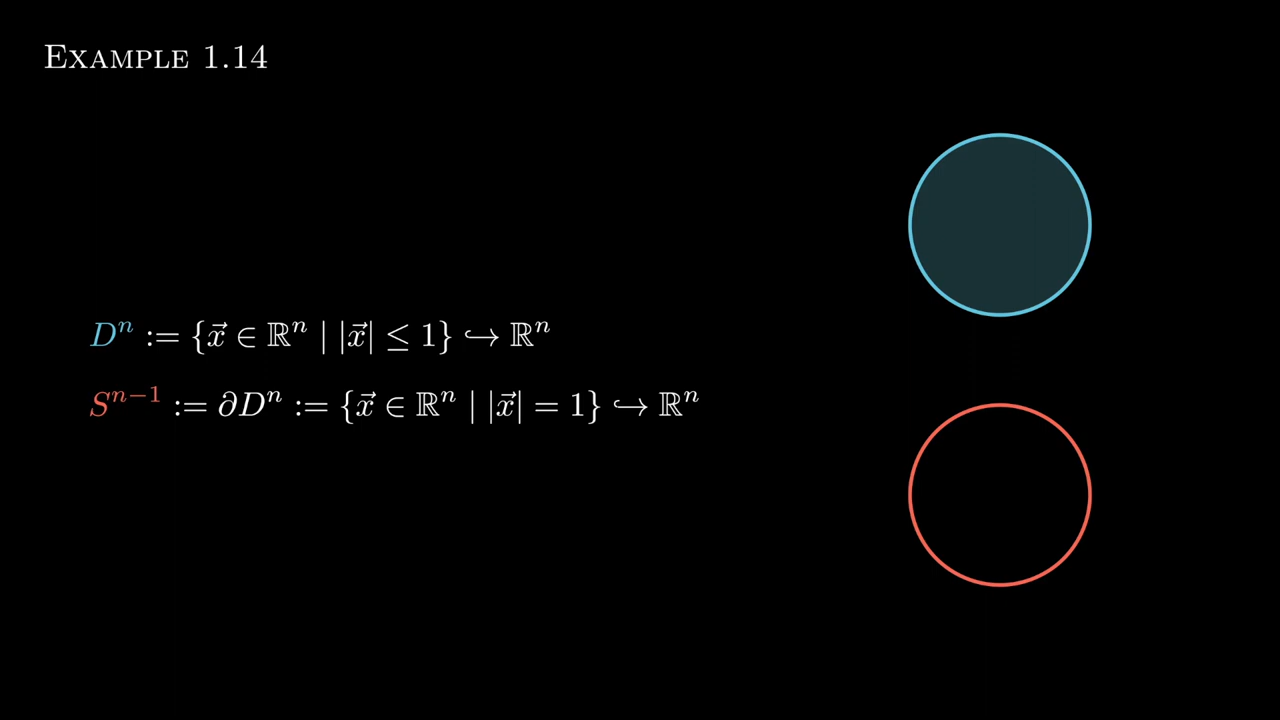 EXAMPLE 1.14
Dⁿ := {x⃗ ∈ ℝⁿ | |x⃗| ≤ 1} ↪ ℝⁿ
Sⁿ⁻¹ := ∂Dⁿ := {x⃗ ∈ ℝⁿ | |x⃗| = 1} ↪ ℝⁿ